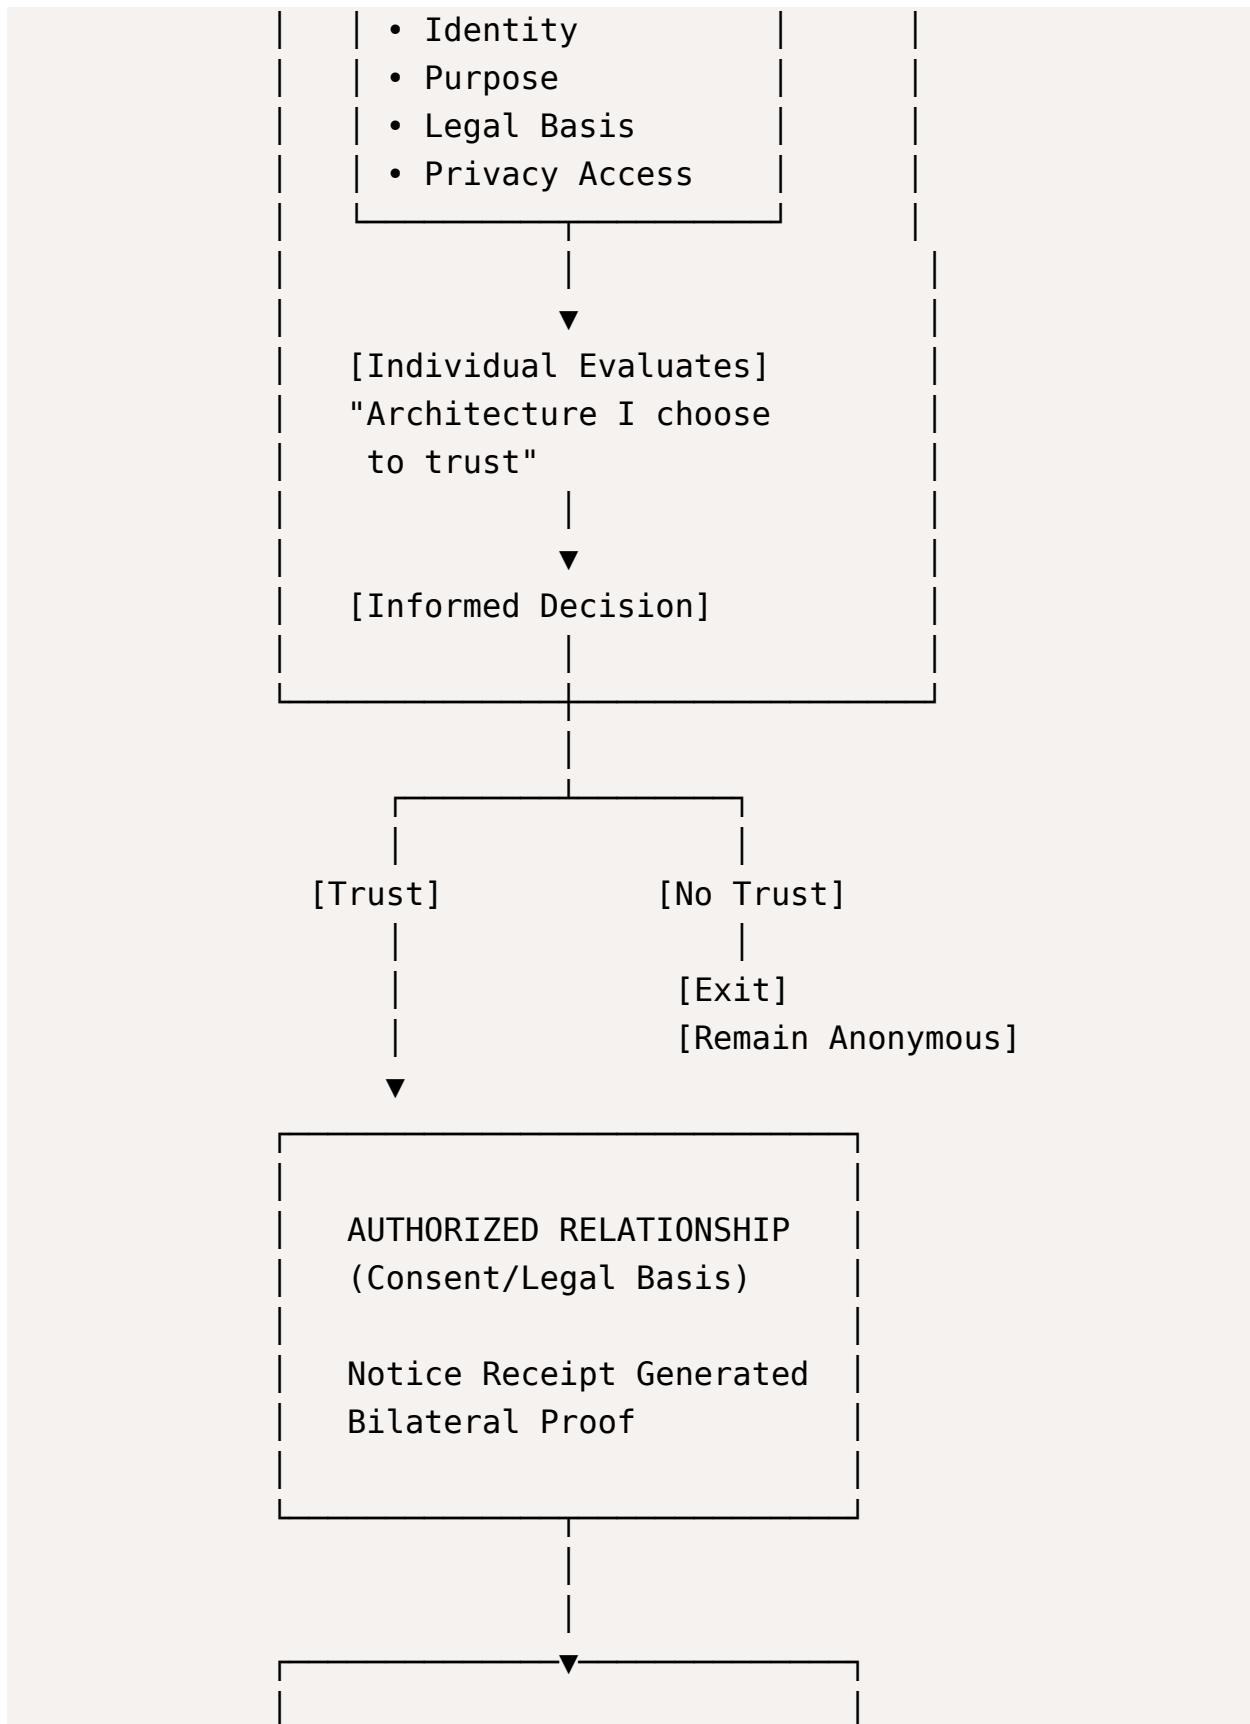 • Identity
• Purpose
• Legal Basis
• Privacy Access
[Individual Evaluates]
"Architecture I choose
to trust"
[Informed Decision]
[Trust] [No Trust]
[Exit]
[Remain Anonymous]
AUTHORIZED RELATIONSHIP
(Consent/Legal Basis)
Notice Receipt Generated
Bilateral Proof